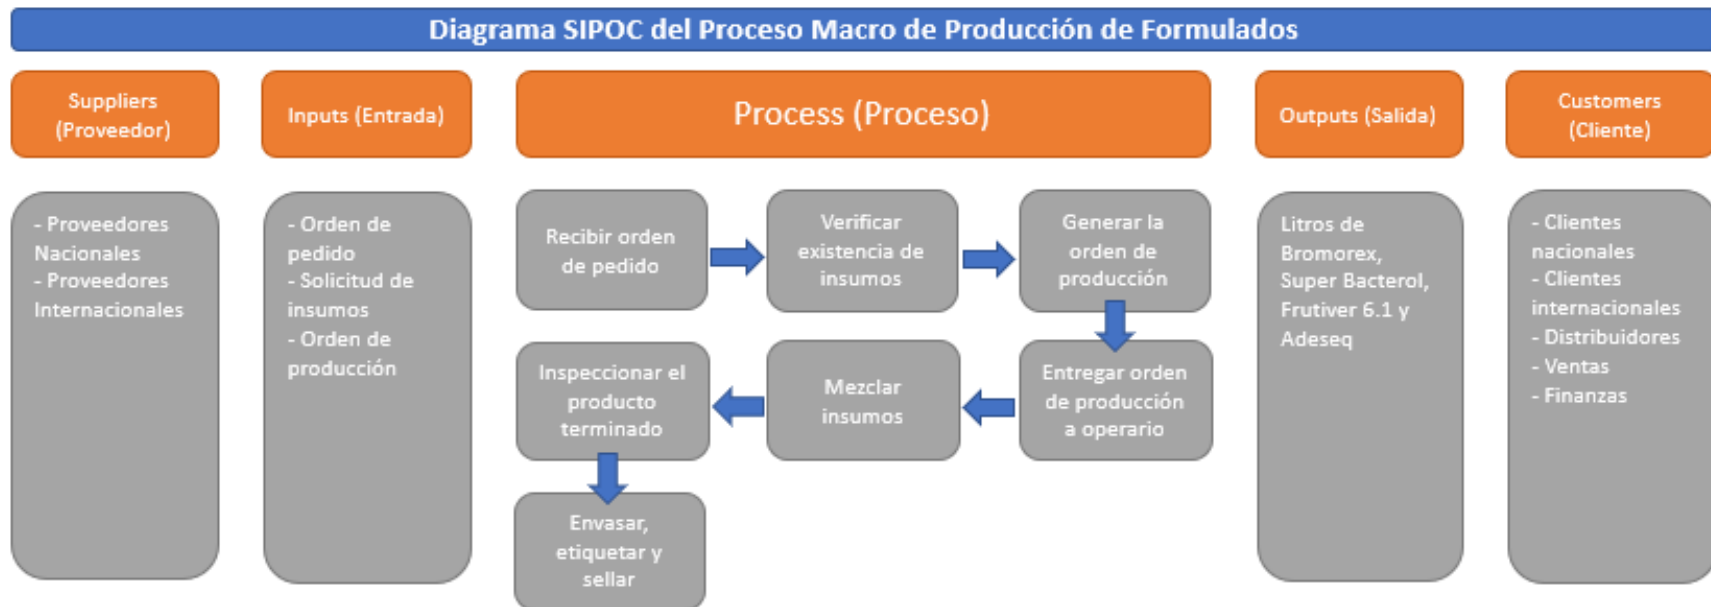 Diagrama SIPOC del Proceso Macro de Producción de Formulados
Suppliers
(Proveedor)
Inputs (Entrada)
Process (Proceso)
Outputs (Salida)
Customers
(Cliente)
- Proveedores
Nacionales
- Proveedores
Internacionales
- Orden de
pedido
- Solicitud de
insumos
- Orden de
producción
Recibir orden
de pedido
Verificar
existencia de
insumos
Generar la
orden de
producción
Entregar orden
de producción
a operario
Mezclar
insumos
Inspeccionar el
producto
terminado
Envasar,
etiquetar y
sellar
Litros de
Bromorex,
Super Bacterol,
Frutiver 6.1 y
Adeseq
- Clientes
nacionales
- Clientes
internacionales
- Distribuidores
- Ventas
- Finanzas